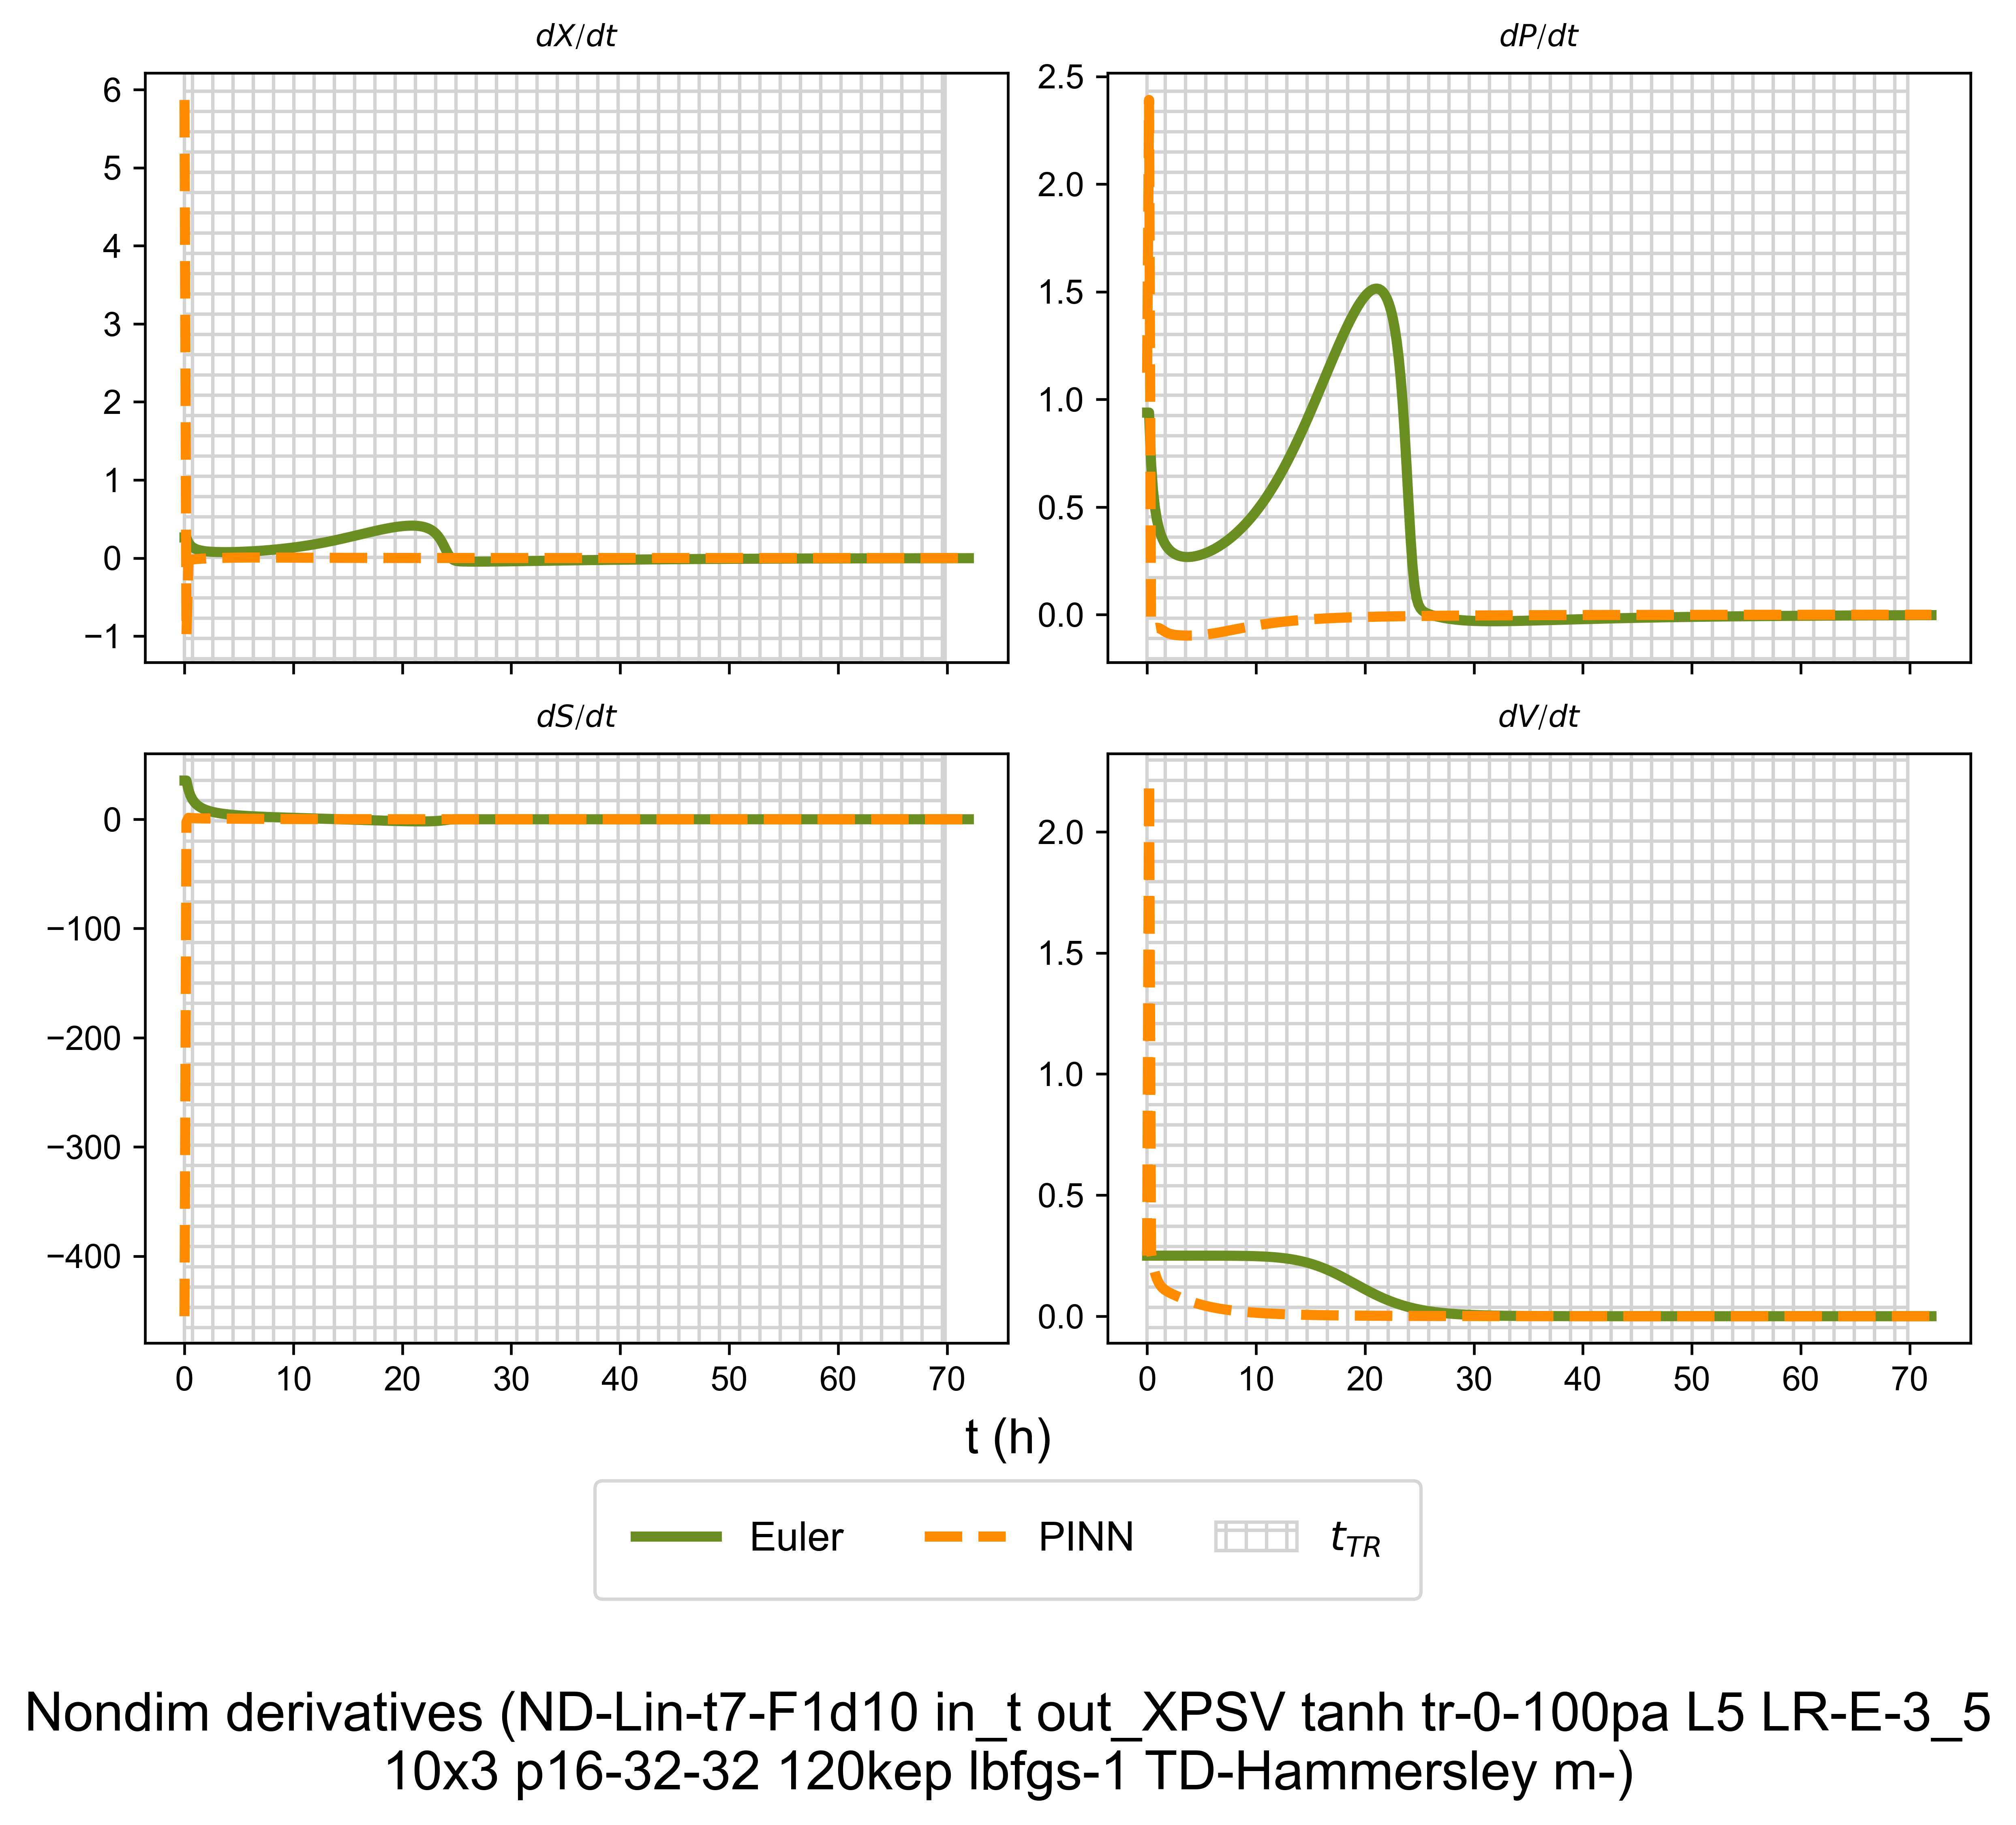 dX/dt
dP/dt
6
5
4
3
2
1
0
−1
2.5
2.0
1.5
1.0
0.5
0.0
dS/dt
dV/dt
0
−100
−200
−300
−400
0 10 20 30 40 50 60 70
2.0
1.5
1.0
0.5
0.0
0 10 20 30 40 50 60 70
t (h)
Euler PINN t_TR
Nondim derivatives (ND-Lin-t7-F1d10 in_t out_XPSV tanh tr-0-100pa L5 LR-E-3_5
10x3 p16-32-32 120kep lbfgs-1 TD-Hammersley m-)